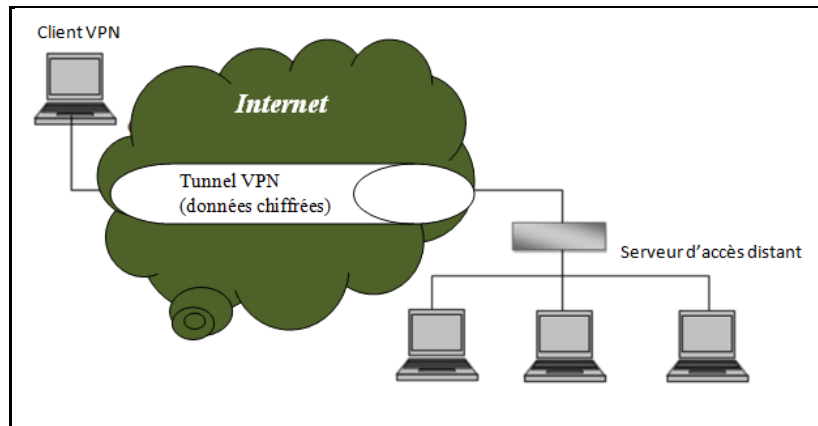 Client VPN
Internet
Tunnel VPN
(données chiffrées)
Serveur d'accès distant